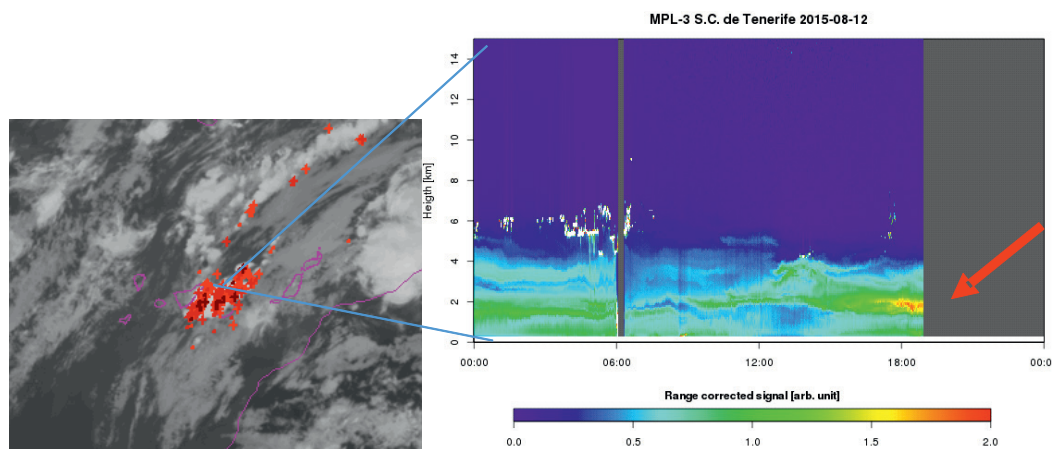 MPL-3 S.C. de Tenerife 2015-08-12
Heigth [km]
14
12
10
8
6
4
2
0
00:00 06:00 12:00 18:00 00:00
Range corrected signal [arb. unit]
0.0 0.5 1.0 1.5 2.0